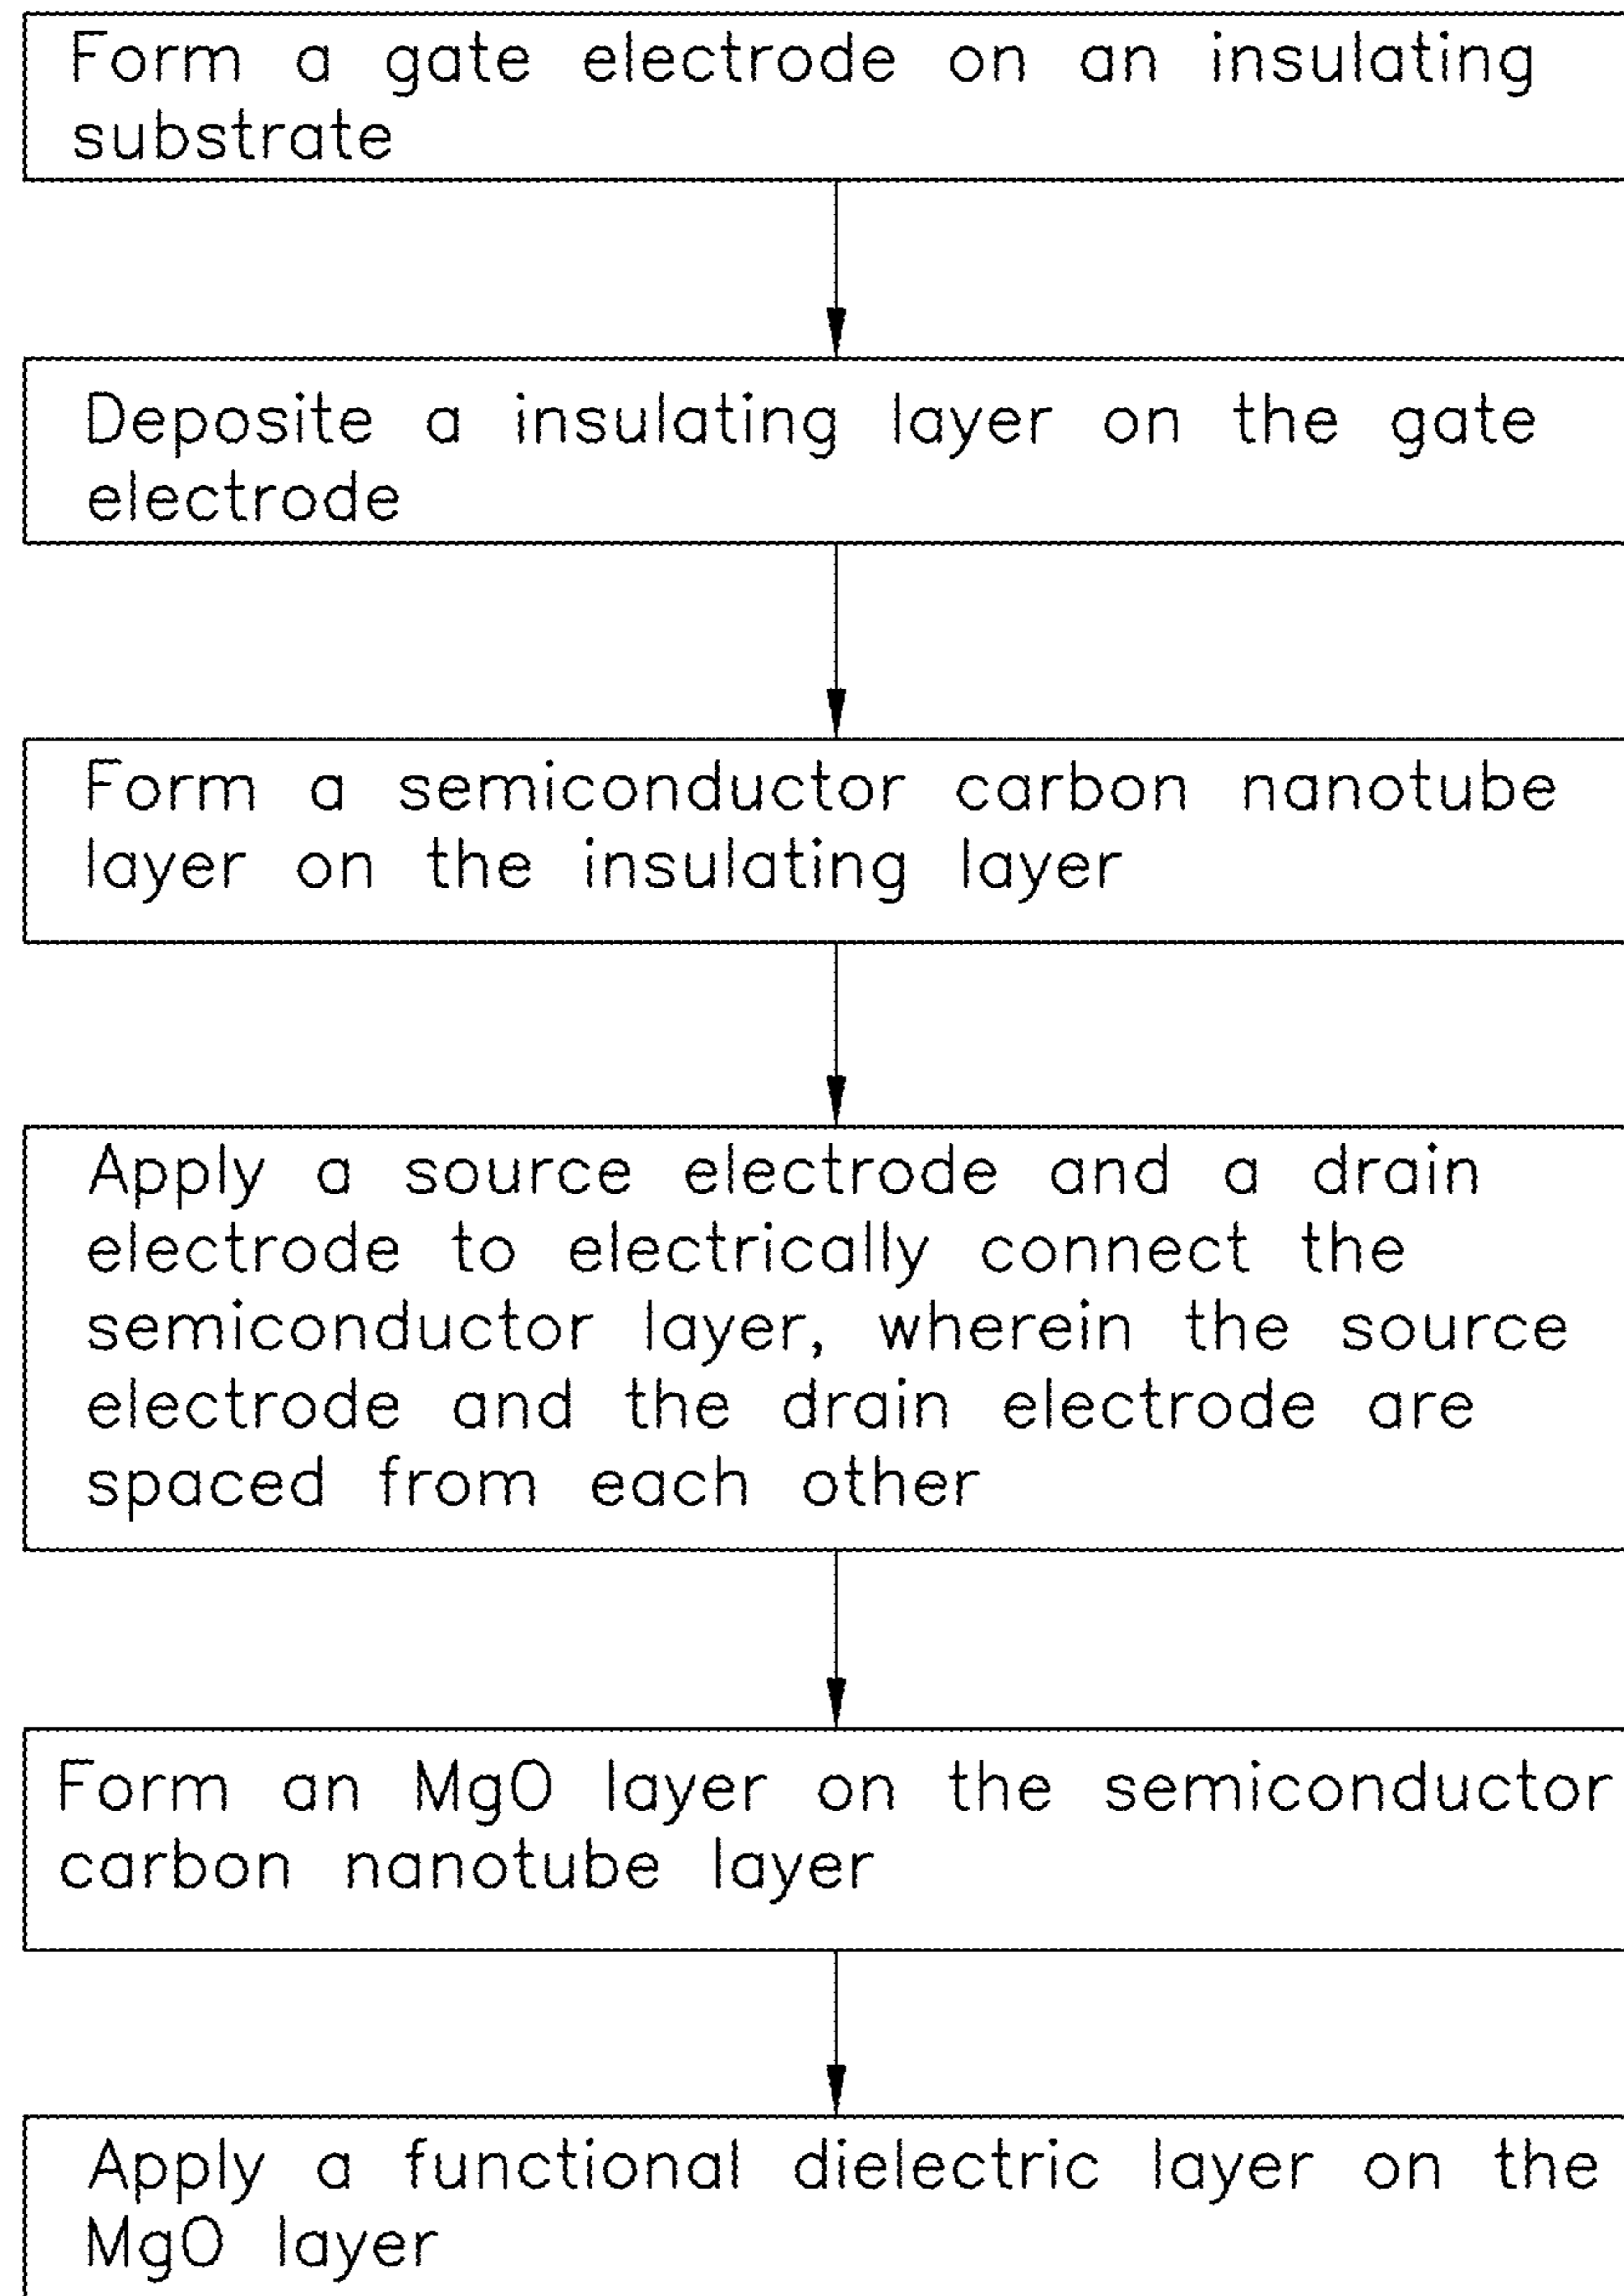 Form a gate electrode on an insulating
substrate
Deposite a insulating layer on the gate
electrode
Form a semiconductor carbon nanotube
layer on the insulating layer
Apply a source electrode and a drain
electrode to electrically connect the
semiconductor layer, wherein the source
electrode and the drain electrode are
spaced from each other
Form an MgO layer on the semiconductor
carbon nanotube layer
Apply a functional dielectric layer on the
MgO layer